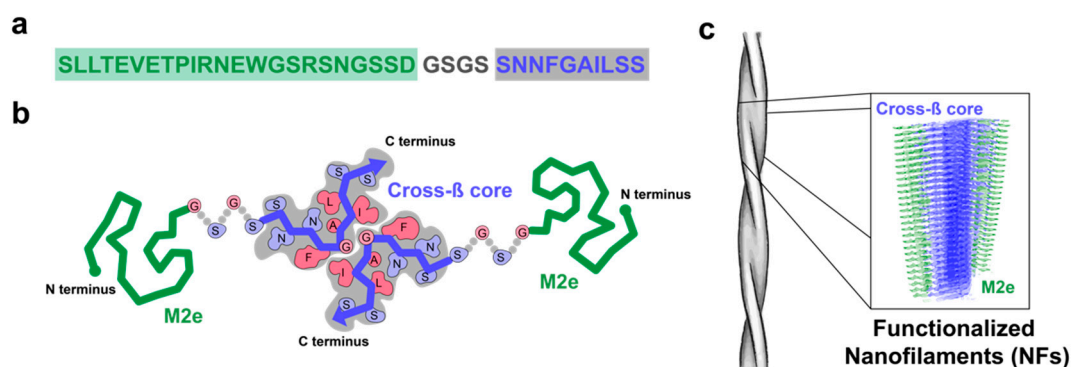 a
SLLTEVETPIRNEWGSRSNGSSD GSGS SNNFGAILSS
b
C terminus
Cross-ß core
N terminus
G
S
G
S
S
N
N
F
G
A
L
I
S
S
M2e
N terminus
C terminus
G
S
G
S
S
N
N
F
G
A
I
L
S
S
M2e
c
Cross-ß core
M2e
Functionalized
Nanofilaments (NFs)